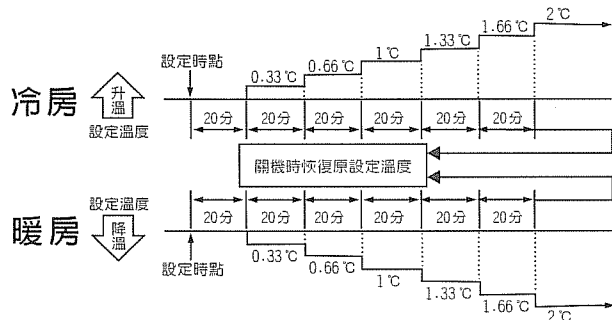 2℃
1.66℃
1.33℃
1℃
0.66℃
0.33℃
設定時點
冷房
升溫
設定溫度
20分 20分 20分 20分 20分 20分
關機時恢復原設定溫度
設定溫度
20分 20分 20分 20分 20分 20分
暖房
降溫
設定時點
0.33℃
0.66℃
1℃
1.33℃
1.66℃
2℃